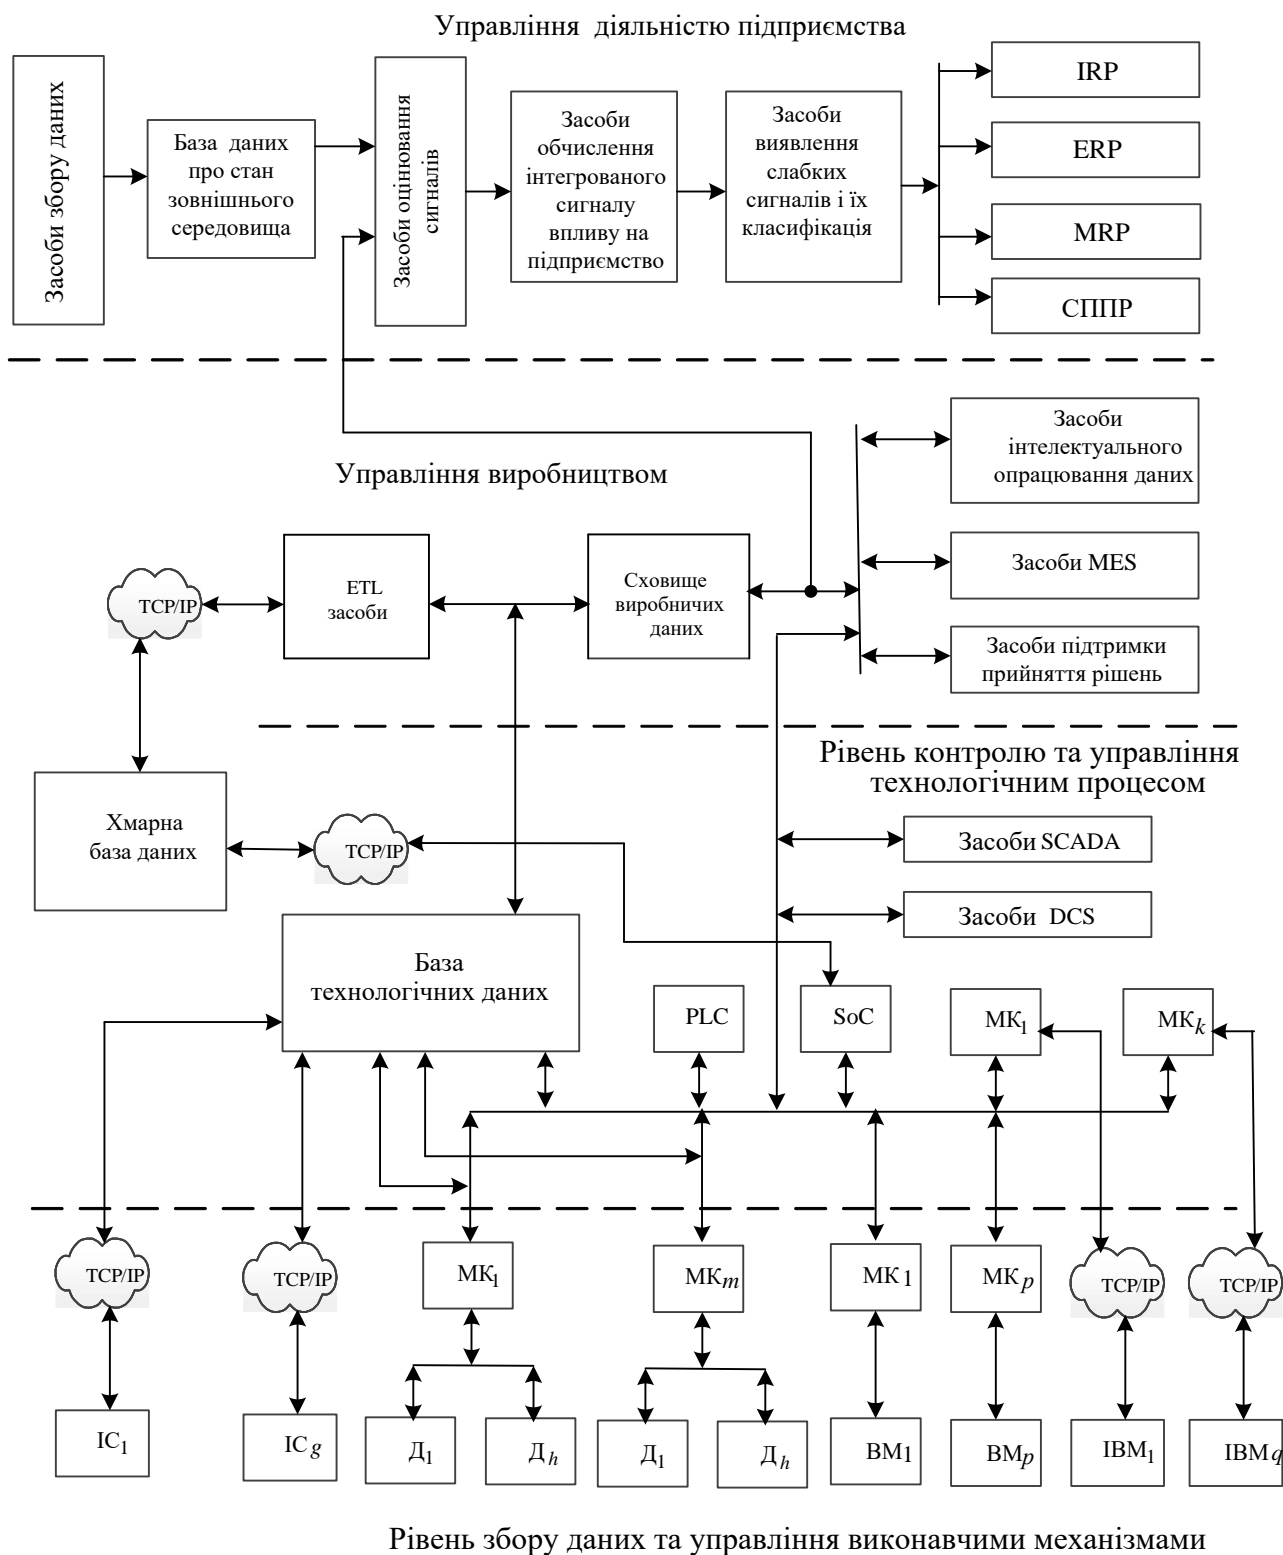 Управління діяльністю підприємства
Засоби збору даних
База даних
про стан
зовнішнього
середовища
Засоби оцінювання
сигналів
Засоби
обчислення
інтегрованого
сигналу
впливу на
підприємство
Засоби
виявлення
слабких
сигналів і їх
класифікація
IRP
ERP
MRP
СППР
Управління виробництвом
Засоби
інтелектуального
опрацювання даних
Засоби MES
Засоби підтримки
прийняття рішень
TCP/IP
ETL
засоби
Сховище
виробничих
даних
Рівень контролю та управління
технологічним процесом
Хмарна
база даних
TCP/IP
Засоби SCADA
Засоби DCS
База
технологічних даних
PLC
SoC
МК1
МКk
TCP/IP
TCP/IP
МК1
МКm
МК1
МКp
TCP/IP
TCP/IP
ІС1
ІСg
Д1
Дh
Д1
Дh
ВМ1
ВМp
ІВМ1
ІВМq
Рівень збору даних та управління виконавчими механізмами